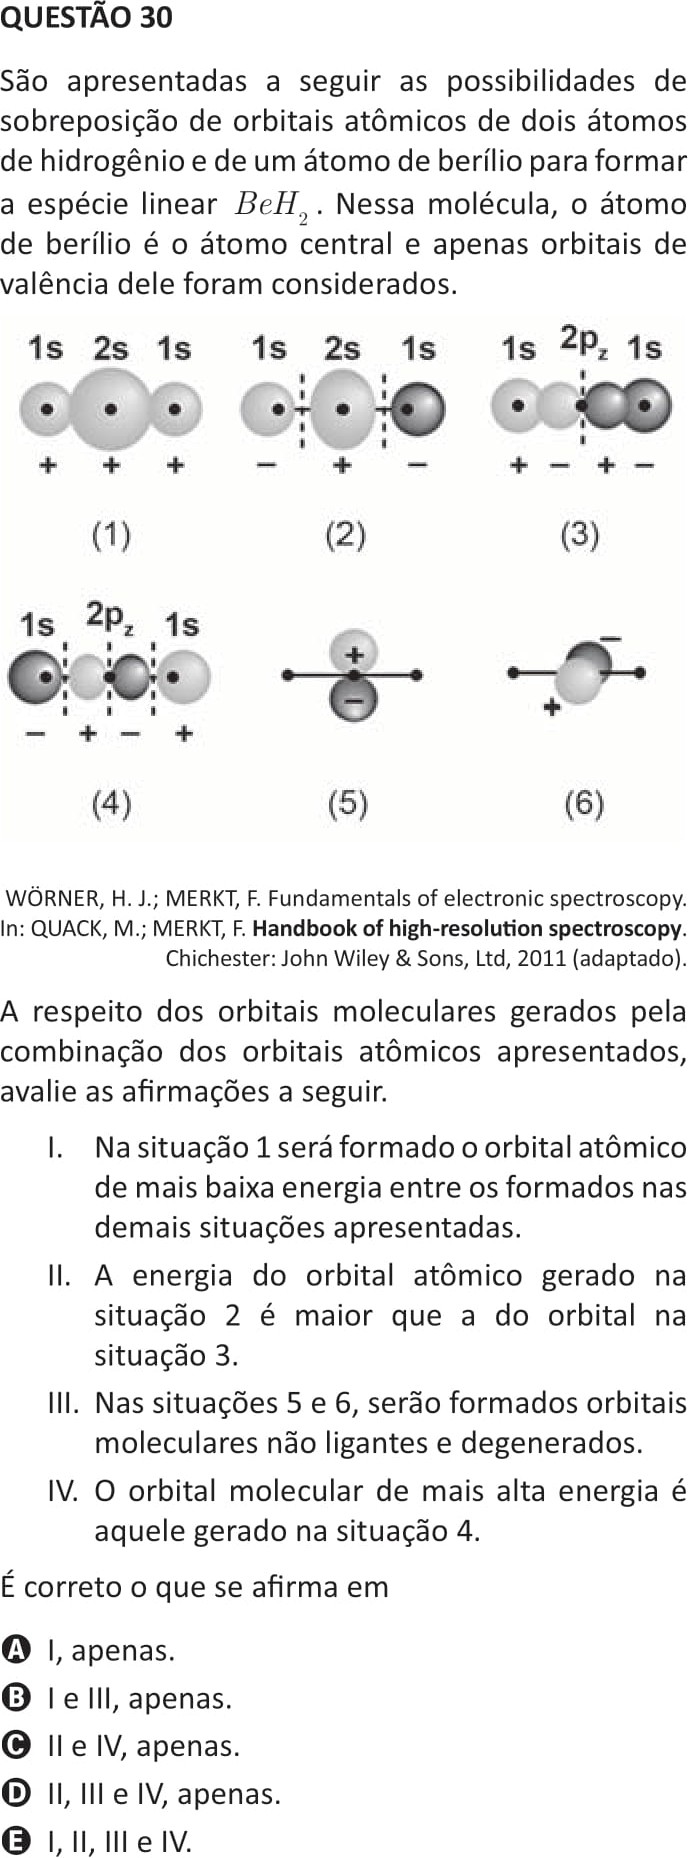 QUESTÃO 30
São apresentadas a seguir as possibilidades de
sobreposição de orbitais atômicos de dois átomos
de hidrogênio e de um átomo de berílio para formar
a espécie linear BeH₂. Nessa molécula, o átomo
de berílio é o átomo central e apenas orbitais de
valência dele foram considerados.
1s 2s 1s 1s 2s 1s 1s 2p_z 1s
+ + + − + − + − + −
(1) (2) (3)
1s 2p_z 1s + −
− + − + − +
(4) (5) (6)
WÖRNER, H. J.; MERKT, F. Fundamentals of electronic spectroscopy.
In: QUACK, M.; MERKT, F. Handbook of high-resolution spectroscopy.
Chichester: John Wiley & Sons, Ltd, 2011 (adaptado).
A respeito dos orbitais moleculares gerados pela
combinação dos orbitais atômicos apresentados,
avalie as afirmações a seguir.
I. Na situação 1 será formado o orbital atômico
de mais baixa energia entre os formados nas
demais situações apresentadas.
II. A energia do orbital atômico gerado na
situação 2 é maior que a do orbital na
situação 3.
III. Nas situações 5 e 6, serão formados orbitais
moleculares não ligantes e degenerados.
IV. O orbital molecular de mais alta energia é
aquele gerado na situação 4.
É correto o que se afirma em
A I, apenas.
B I e III, apenas.
C II e IV, apenas.
D II, III e IV, apenas.
E I, II, III e IV.